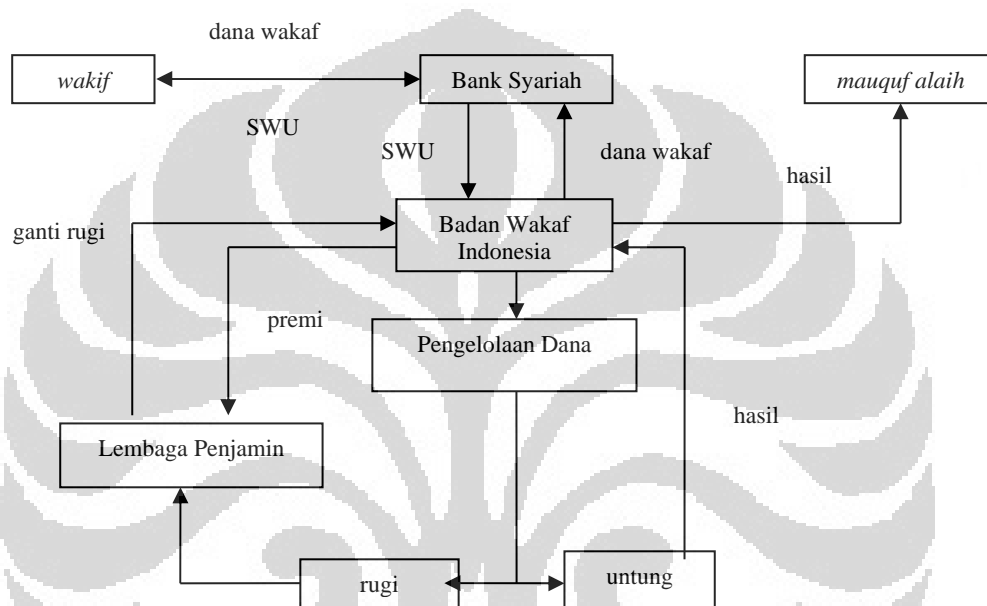 dana wakaf
wakif
Bank Syariah
mauquf alaih
SWU
SWU
dana wakaf
hasil
ganti rugi
Badan Wakaf
Indonesia
premi
Pengelolaan Dana
hasil
Lembaga Penjamin
rugi
untung